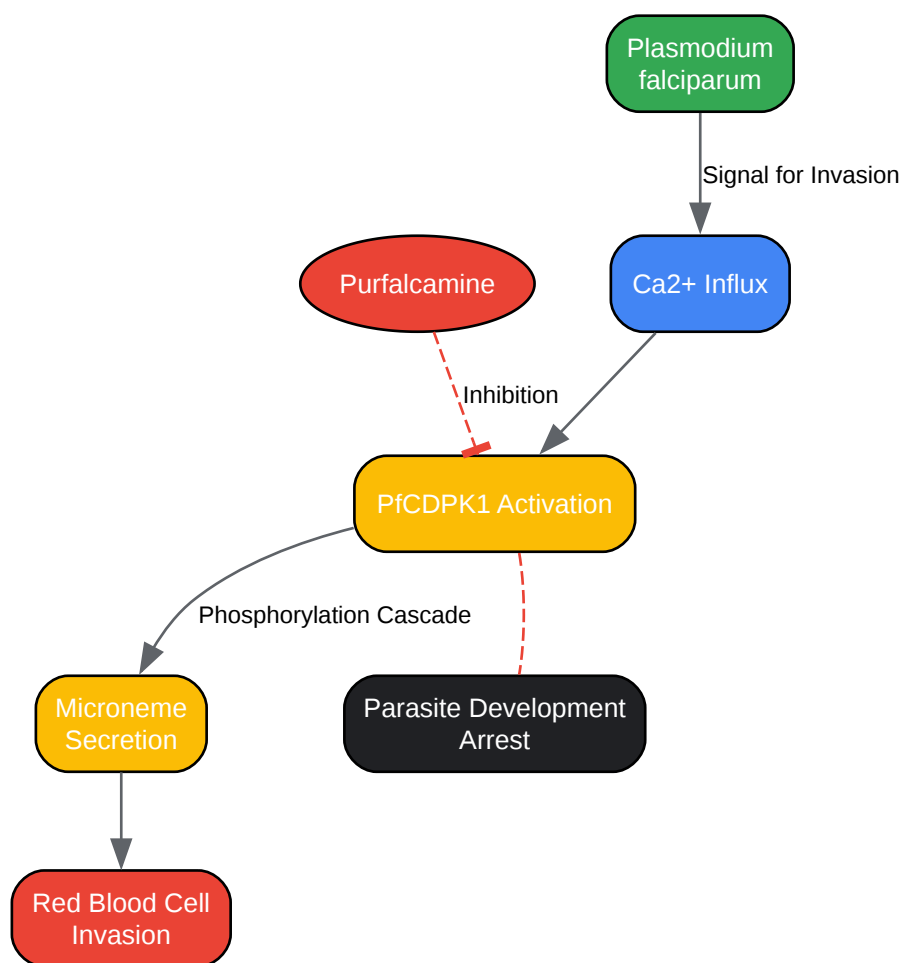 Plasmodium
falciparum
Signal for Invasion
Purfalcamine
Ca2+ Influx
Inhibition
PfCDPK1 Activation
Phosphorylation Cascade
Microneme
Secretion
Parasite Development
Arrest
Red Blood Cell
Invasion